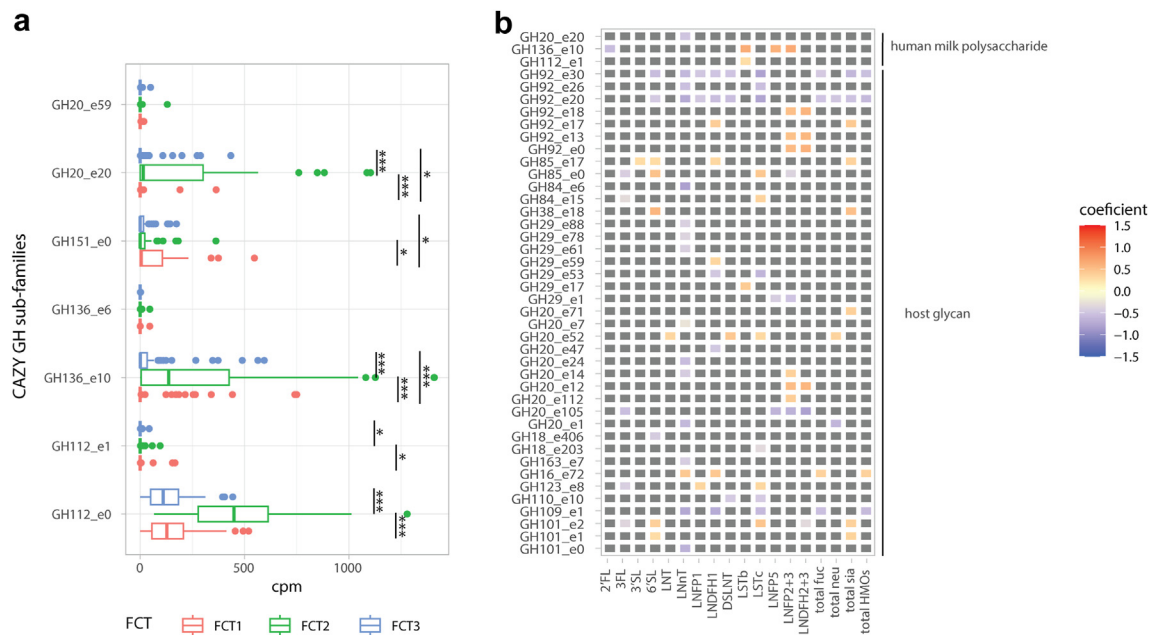 a
CAZY GH sub-families
GH20_e59
GH20_e20
GH151_e0
GH136_e6
GH136_e10
GH112_e1
GH112_e0
***
***
*
*
*
***
***
***
*
*
***
***
0
500
1000
cpm
FCT
FCT1
FCT2
FCT3
b
GH20_e20
GH136_e10
GH112_e1
GH92_e30
GH92_e26
GH92_e20
GH92_e18
GH92_e17
GH92_e13
GH92_e0
GH85_e17
GH85_e0
GH84_e6
GH84_e15
GH38_e18
GH29_e88
GH29_e78
GH29_e61
GH29_e59
GH29_e53
GH29_e17
GH29_e1
GH20_e71
GH20_e7
GH20_e52
GH20_e47
GH20_e24
GH20_e14
GH20_e12
GH20_e112
GH20_e105
GH20_e1
GH18_e406
GH18_e203
GH163_e7
GH16_e72
GH123_e8
GH110_e10
GH109_e1
GH101_e2
GH101_e1
GH101_e0
2'FL
3FL
3'SL
6'SL
LNT
LNnT
LNFP1
LNDFH1
DSLNT
LSTb
LSTc
LNFP5
LNFP2+3
LNDFH2+3
total fuc
total neu
total sia
total HMOs
human milk polysaccharide
host glycan
coeficient
1.5
1.0
0.5
0.0
−0.5
−1.0
−1.5